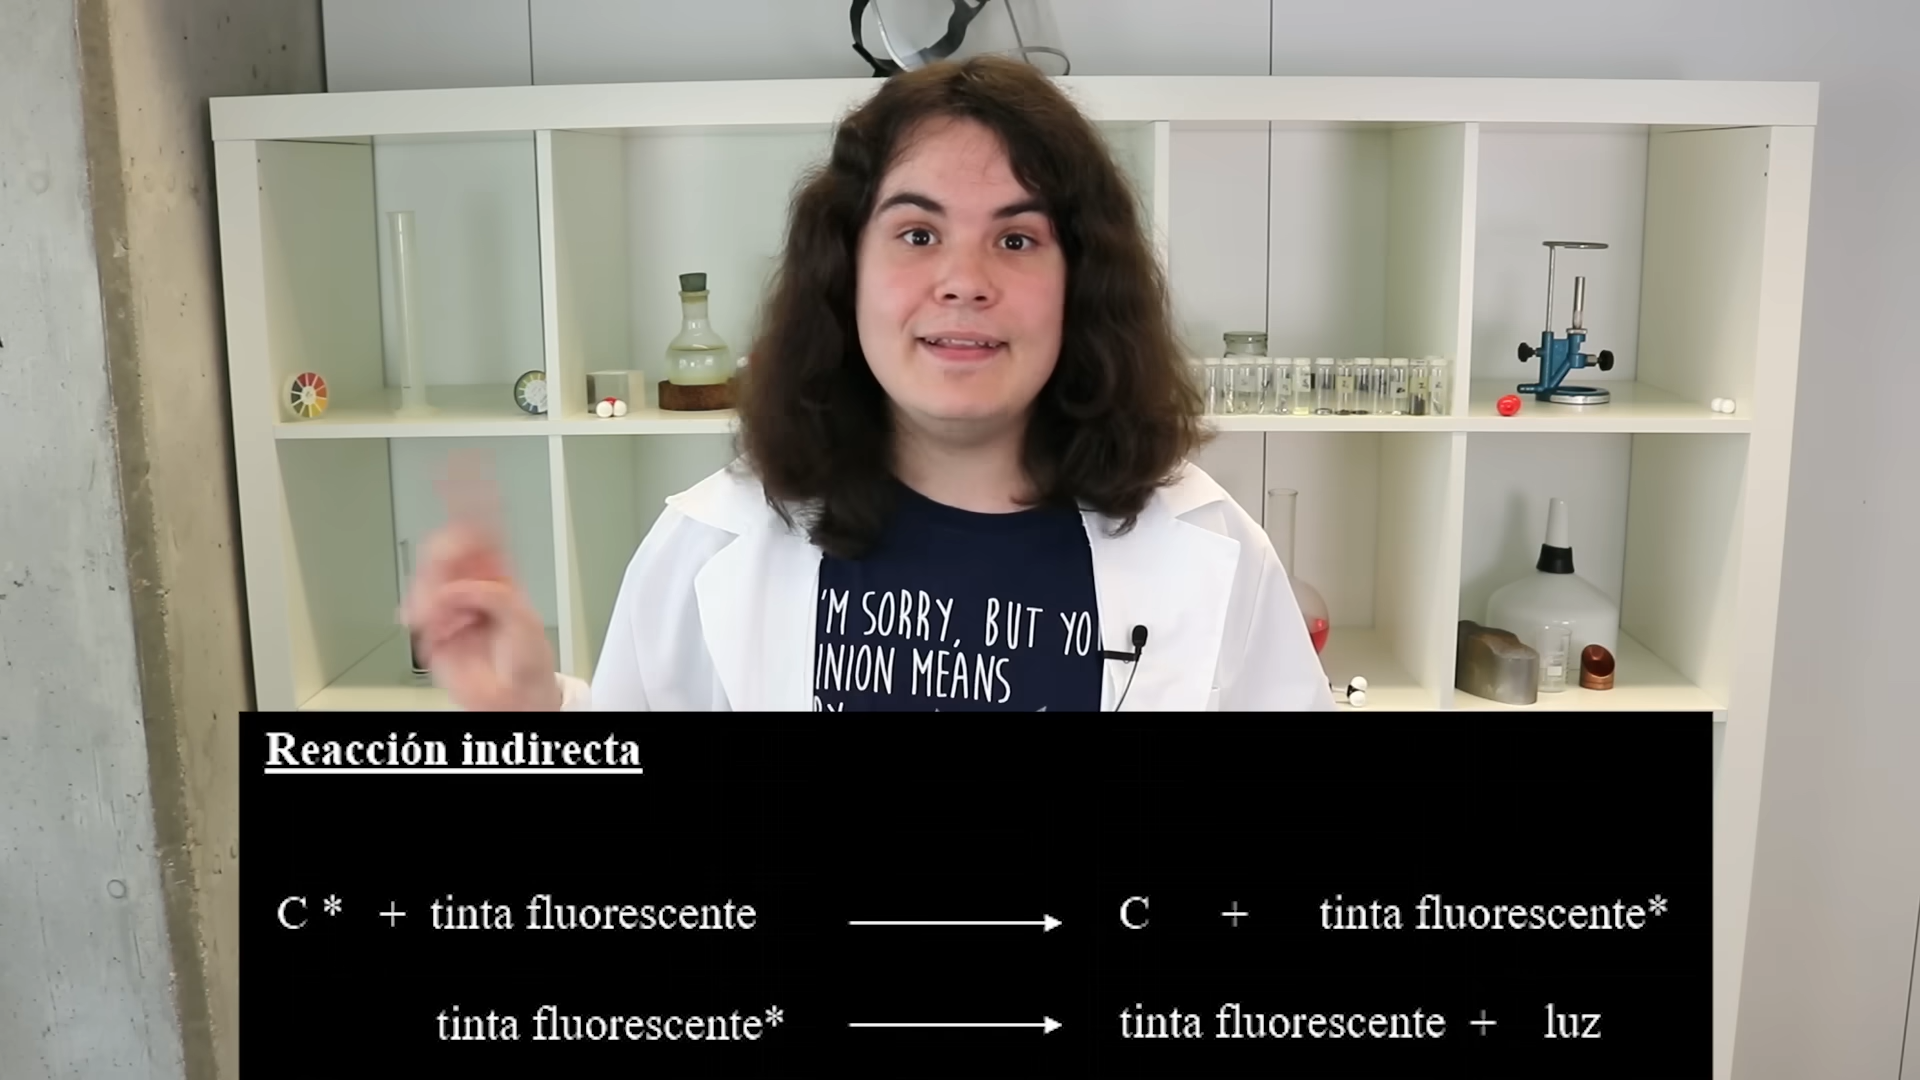 'M SORRY, BUT YO
INION MEANS
Reacción indirecta
C * + tinta fluorescente → C + tinta fluorescente*
tinta fluorescente* → tinta fluorescente + luz